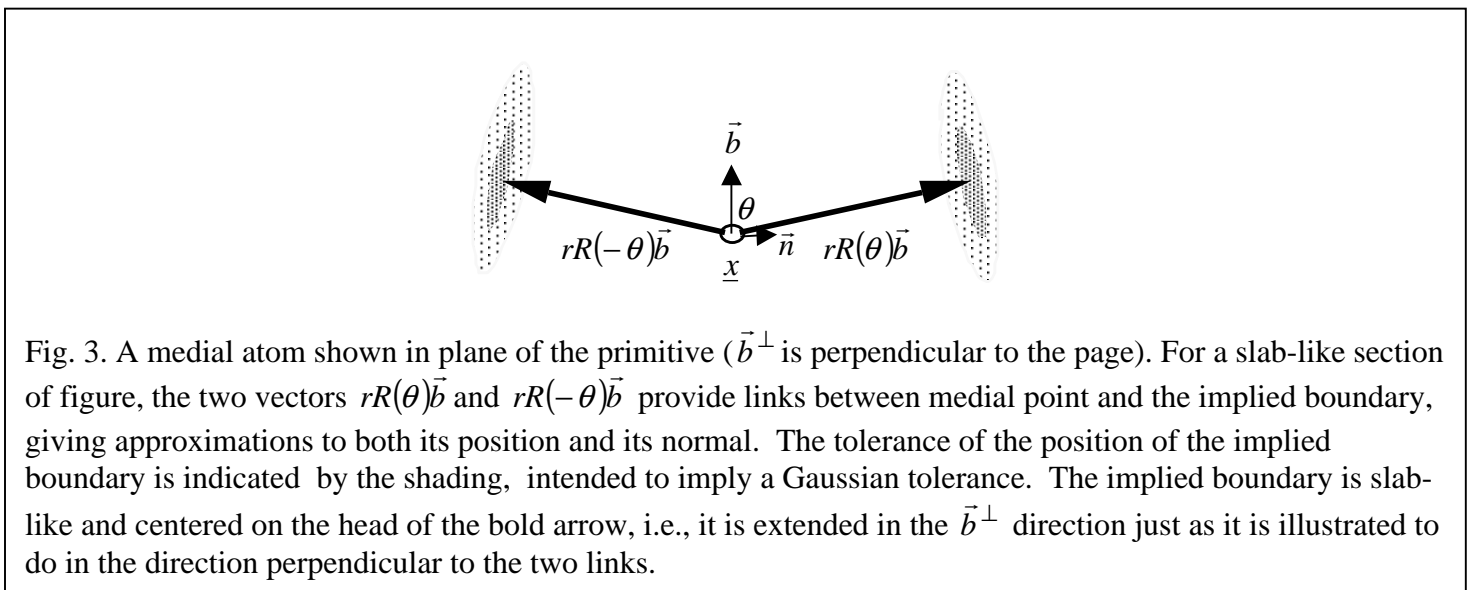 b⃗
θ
rR(−θ)b⃗ n⃗ rR(θ)b⃗
x
Fig. 3. A medial atom shown in plane of the primitive (b⃗⊥ is perpendicular to the page). For a slab-like section
of figure, the two vectors rR(θ)b⃗ and rR(−θ)b⃗ provide links between medial point and the implied boundary,
giving approximations to both its position and its normal. The tolerance of the position of the implied
boundary is indicated by the shading, intended to imply a Gaussian tolerance. The implied boundary is slab-
like and centered on the head of the bold arrow, i.e., it is extended in the b⃗⊥ direction just as it is illustrated to
do in the direction perpendicular to the two links.